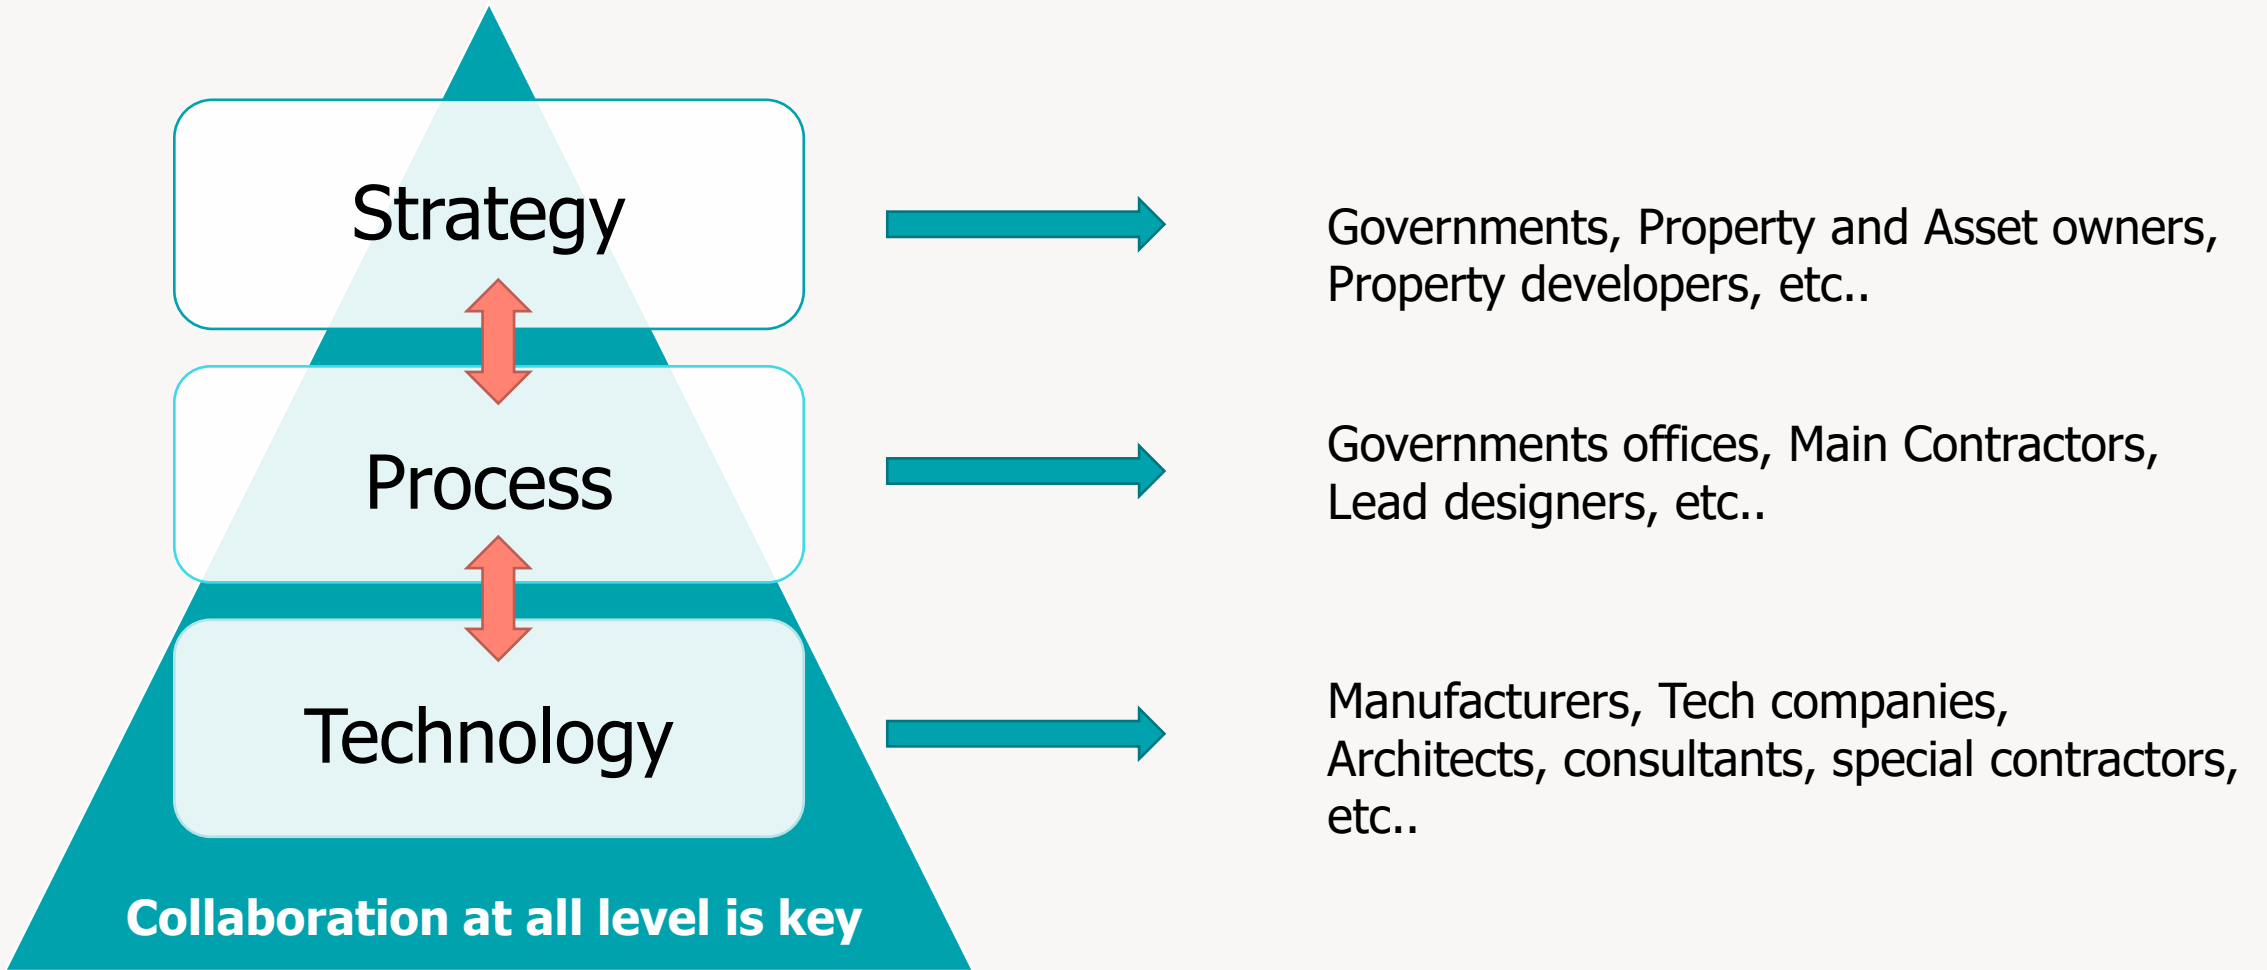 Strategy
Governments, Property and Asset owners,
Property developers, etc..
Process
Governments offices, Main Contractors,
Lead designers, etc..
Technology
Manufacturers, Tech companies,
Architects, consultants, special contractors,
etc..
Collaboration at all level is key